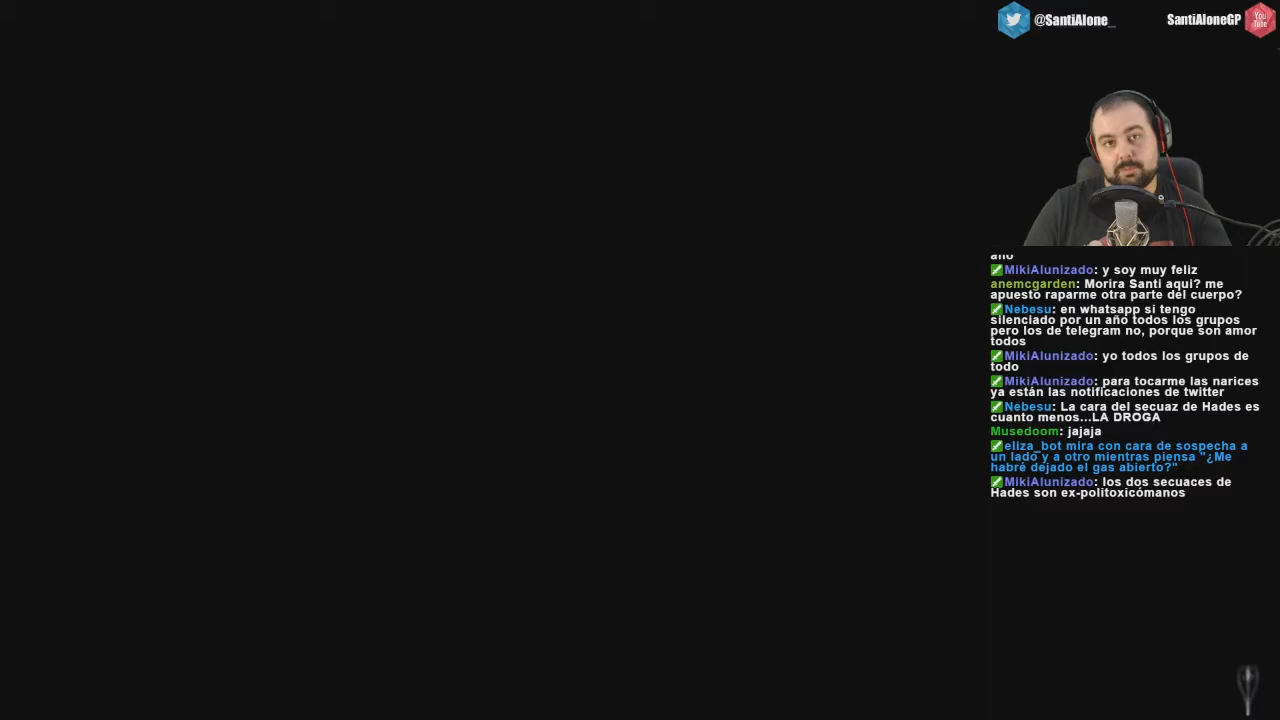 @SantiAlone_
SantiAloneGP
You
Tube
año
MikiAlunizado: y soy muy feliz
anemcgarden: Morira Santi aqui? me
apuesto raparme otra parte del cuerpo?
Nebesu: en whatsapp si tengo
silenciado por un año todos los grupos
pero los de telegram no, porque son amor
todos
MikiAlunizado: yo todos los grupos de
todo
MikiAlunizado: para tocarme las narices
ya están las notificaciones de twitter
Nebesu: La cara del secuaz de Hades es
cuanto menos...LA DROGA
Musedoom: jajaja
eliza_bot mira con cara de sospecha a
un lado y a otro mientras piensa "¿Me
habré dejado el gas abierto?"
MikiAlunizado: los dos secuaces de
Hades son ex-politoxicómanos